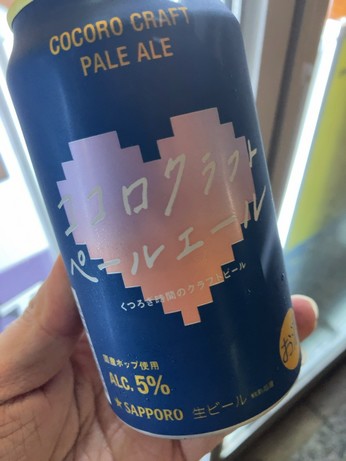 COCORO CRAFT
PALE ALE
ココロクラフト
ペールエール
くつろぎ時間のクラフトビール
国産ホップ使用
ALC. 5%
★SAPPORO 生ビール
お